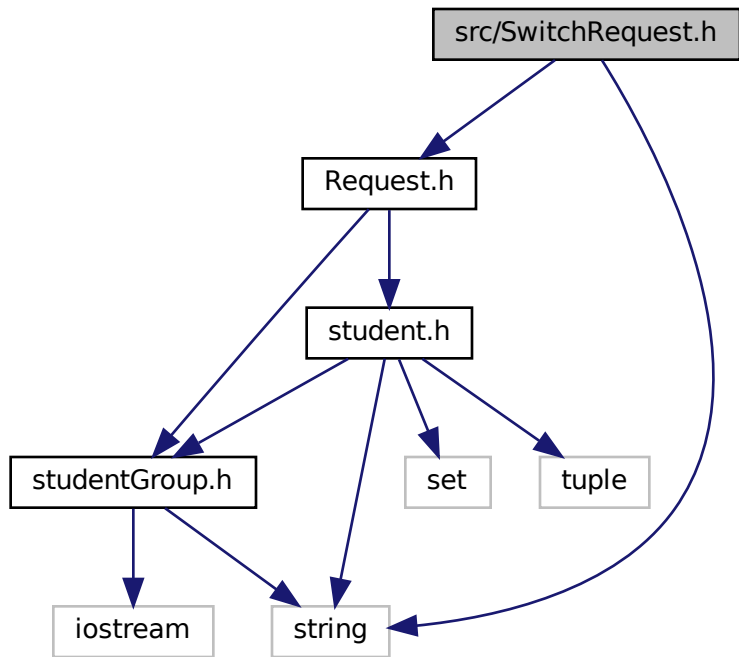 src/SwitchRequest.h
Request.h
student.h
studentGroup.h
set
tuple
iostream
string